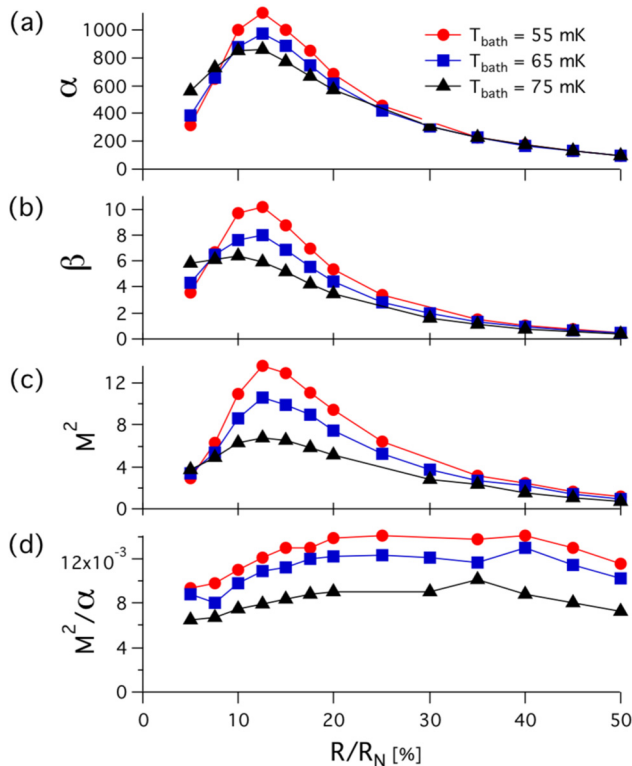 (a)
1000
800
600
400
200
0
α
T_bath = 55 mK
T_bath = 65 mK
T_bath = 75 mK
(b)
10
8
6
4
2
0
β
(c)
12
8
4
0
M²
(d)
12x10⁻³
8
4
0
M²/α
0 10 20 30 40 50
R/R_N [%]